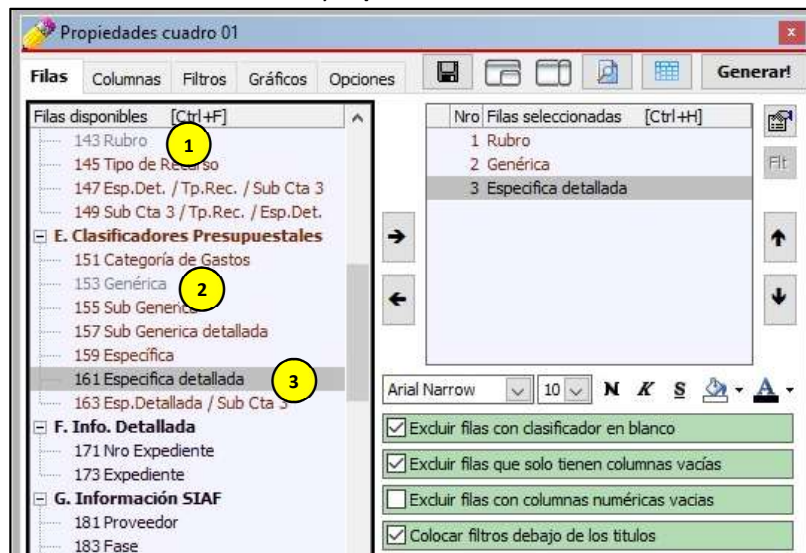 Propiedades cuadro 01
x
Filas Columnas Filtros Gráficos Opciones Generar!
Filas disponibles [Ctrl+F]
143 Rubro
1
145 Tipo de Recurso
147 Esp.Det. / Tp.Rec. / Sub Cta 3
149 Sub Cta 3 / Tp.Rec. / Esp.Det.
E. Clasificadores Presupuestales
151 Categoría de Gastos
153 Genérica
2
155 Sub Generica
157 Sub Generica detallada
159 Específica
161 Especifica detallada
3
163 Esp.Detallada / Sub Cta 3
F. Info. Detallada
171 Nro Expediente
173 Expediente
G. Información SIAF
181 Proveedor
183 Fase
Nro Filas seleccionadas [Ctrl+H]
1 Rubro
2 Genérica
3 Especifica detallada
Flt
Arial Narrow 10 N K S A
Excluir filas con clasificador en blanco
Excluir filas que solo tienen columnas vacías
Excluir filas con columnas numéricas vacias
Colocar filtros debajo de los titulos